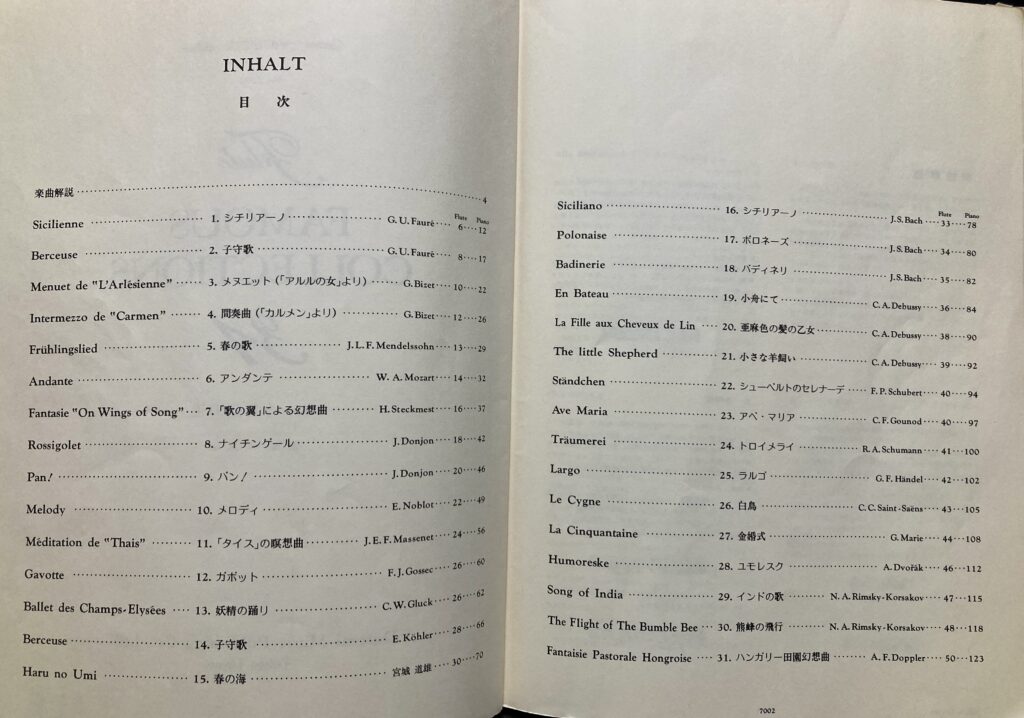 INHALT
目 次
楽曲解説 4
Flute Piano
Sicilienne 1. シチリアーノ G. U. Fauré 6 12
Berceuse 2. 子守歌 G. U. Fauré 8 17
Menuet de "L'Arlésienne" 3. メヌエット(「アルルの女」より) G. Bizet 10 22
Intermezzo de "Carmen" 4. 間奏曲(「カルメン」より) G. Bizet 12 26
Frühlingslied 5. 春の歌 J. L. F. Mendelssohn 13 29
Andante 6. アンダンテ W. A. Mozart 14 32
Fantasie "On Wings of Song" 7. 「歌の翼」による幻想曲 H. Steckmest 16 37
Rossigolet 8. ナイチンゲール J. Donjon 18 42
Pan! 9. パン! J. Donjon 20 46
Melody 10. メロディ E. Noblot 22 49
Méditation de "Thais" 11. 「タイス」の瞑想曲 J. E. F. Massenet 24 56
Gavotte 12. ガボット F. J. Gossec 26 60
Ballet des Champs-Elysées 13. 妖精の踊り C. W. Gluck 26 62
Berceuse 14. 子守歌 E. Köhler 28 66
Haru no Umi 15. 春の海 宮城 道雄 30 70
Flute Piano
Siciliano 16. シチリアーノ J. S. Bach 33 78
Polonaise 17. ポロネーズ J. S. Bach 34 80
Badinerie 18. バディネリ J. S. Bach 35 82
En Bateau 19. 小舟にて C. A. Debussy 36 84
La Fille aux Cheveux de Lin 20. 亜麻色の髪の乙女 C. A. Debussy 38 90
The little Shepherd 21. 小さな羊飼い C. A. Debussy 39 92
Ständchen 22. シューベルトのセレナーデ F. P. Schubert 40 94
Ave Maria 23. アベ・マリア C. F. Gounod 40 97
Träumerei 24. トロイメライ R. A. Schumann 41 100
Largo 25. ラルゴ G. F. Händel 42 102
Le Cygne 26. 白鳥 C. C. Saint-Saëns 43 105
La Cinquantaine 27. 金婚式 G. Marie 44 108
Humoreske 28. ユモレスク A. Dvořák 46 112
Song of India 29. インドの歌 N. A. Rimsky-Korsakov 47 115
The Flight of The Bumble Bee 30. 熊蜂の飛行 N. A. Rimsky-Korsakov 48 118
Fantaisie Pastorale Hongroise 31. ハンガリー田園幻想曲 A. F. Doppler 50 123
7002